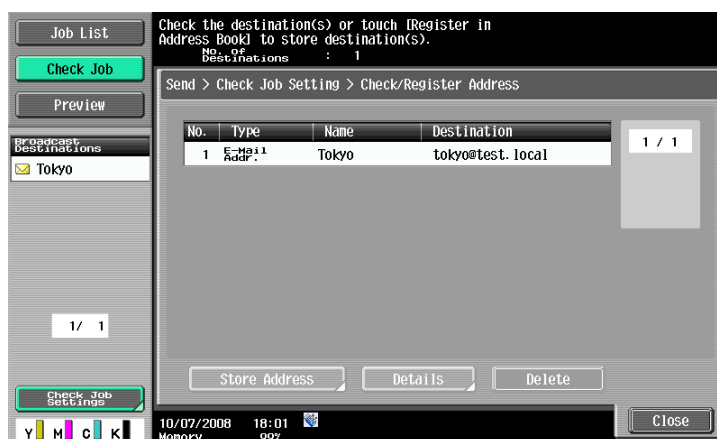 Job List
Check Job
Preview
Broadcast
Destinations
Tokyo
1/ 1
Check Job
Settings
Y M C K
Check the destination(s) or touch [Register in
Address Book] to store destination(s).
No. of
Destinations : 1
Send > Check Job Setting > Check/Register Address
No. Type Name Destination
1 E-Mail Addr. Tokyo tokyo@test.local
1 / 1
Store Address Details Delete
10/07/2008 18:01
Memory 99%
Close